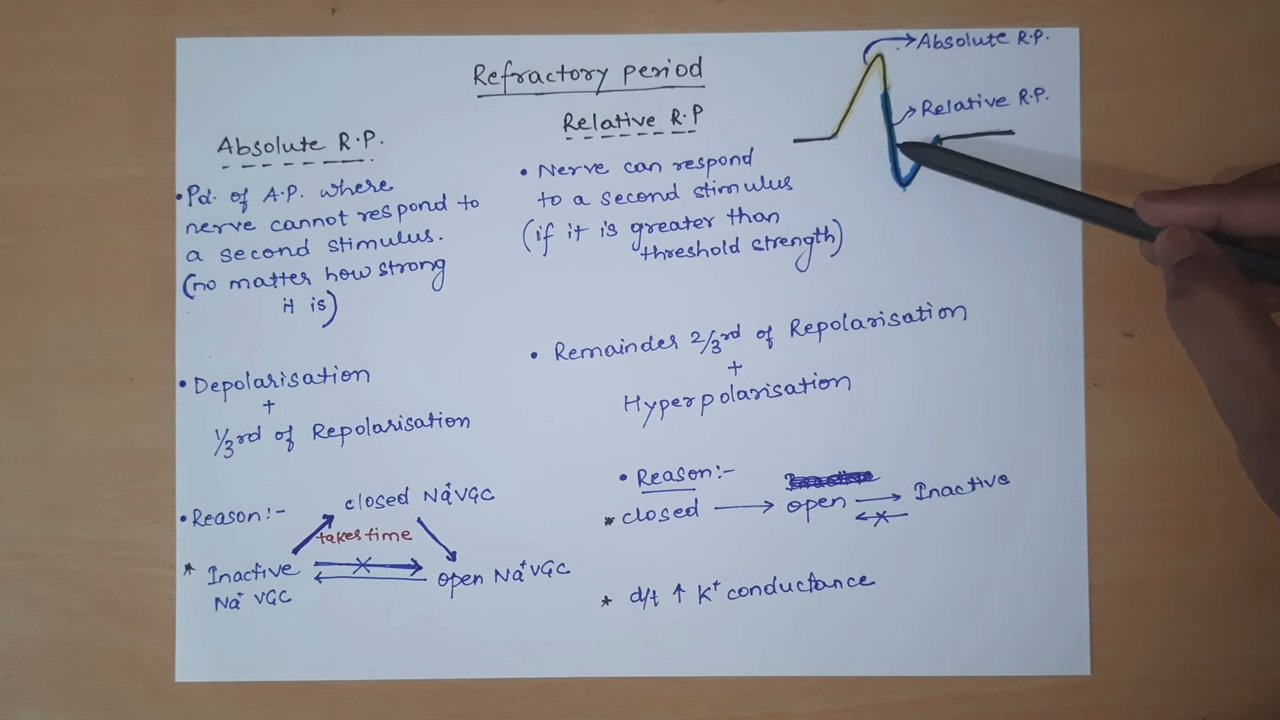 Refractory period
Absolute R.P.
Relative R.P.
Absolute R.P.
• Pd. of A.P. where
nerve cannot respond to
a second stimulus.
(no matter how strong
it is)
• Depolarisation
+
1/3rd of Repolarisation
• Reason:-
closed Na⁺VGC
takes time
* Inactive
Na⁺ VGC
open Na⁺VGC
Relative R.P
• Nerve can respond
to a second stimulus
(if it is greater than
threshold strength)
• Remainder 2/3rd of Repolarisation
+
Hyperpolarisation
• Reason:-
* closed → open → Inactive
* d/t ↑ K⁺ conductance